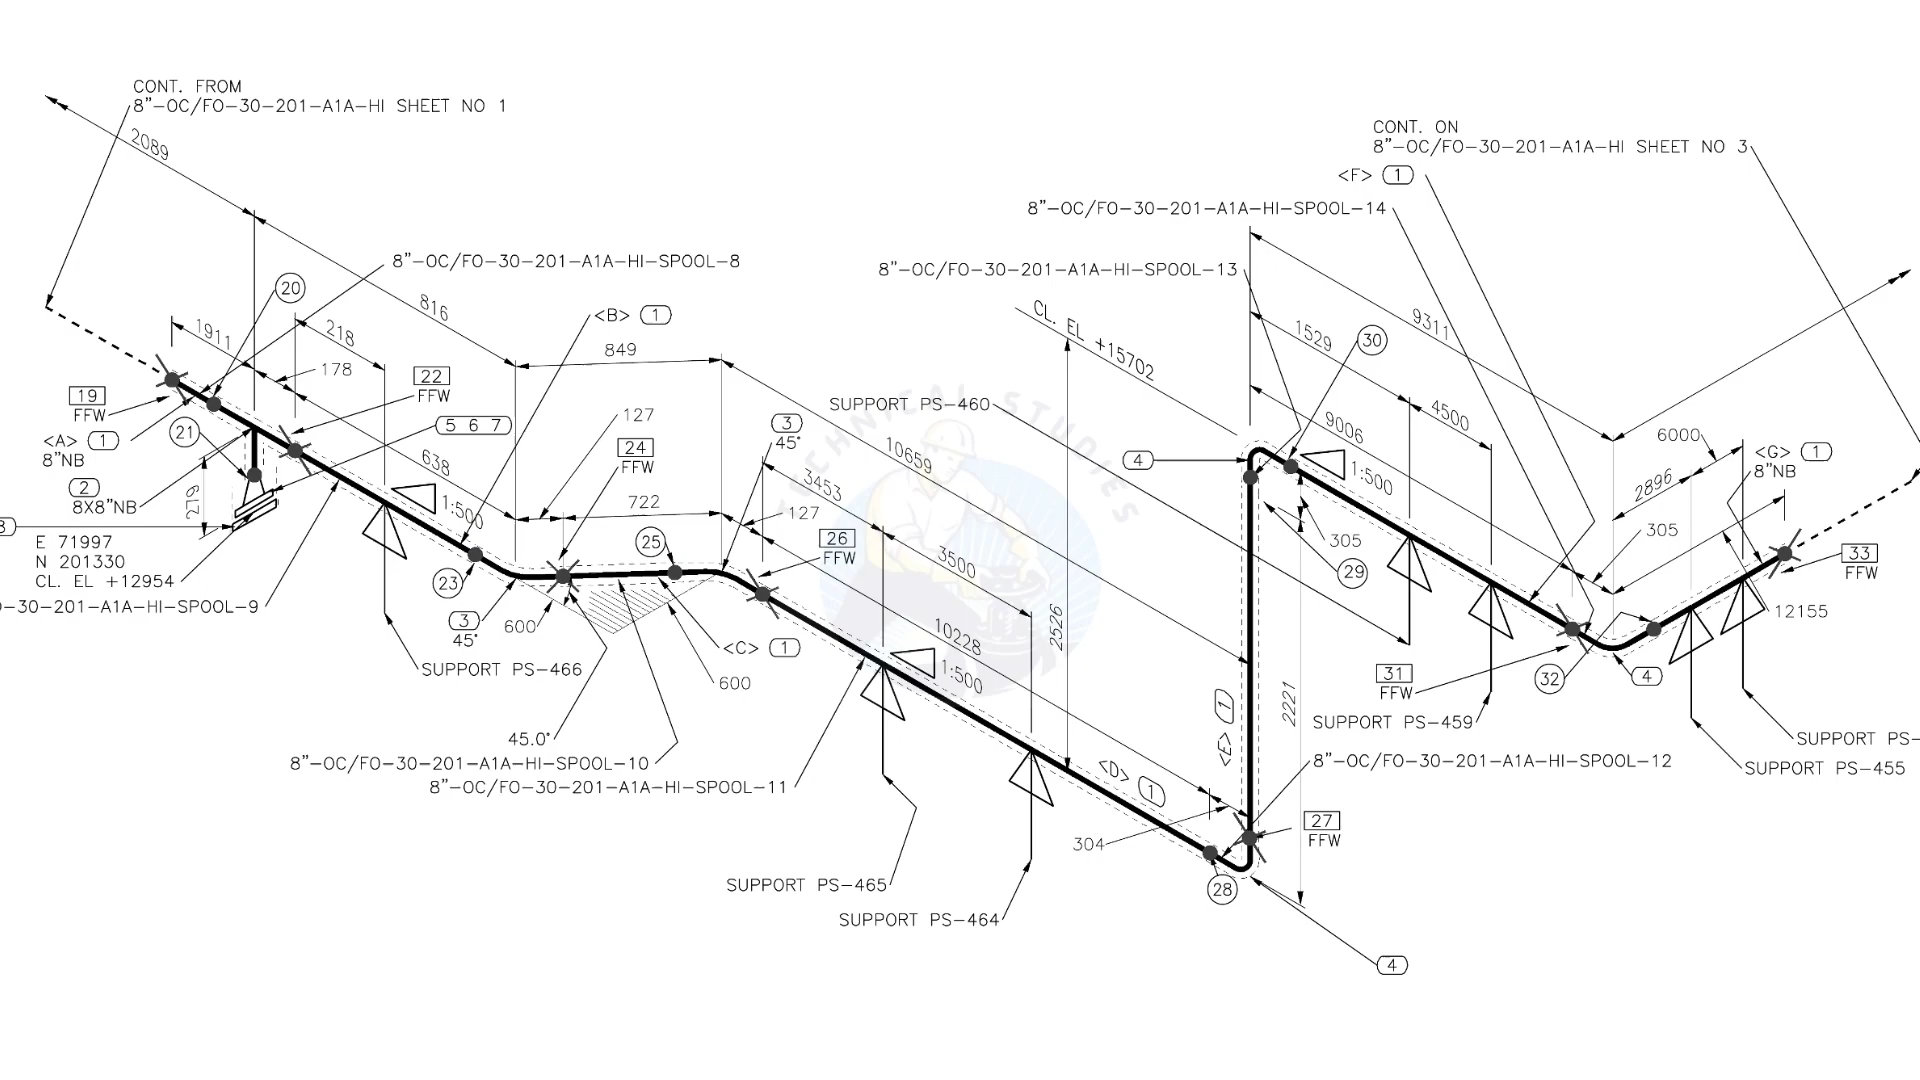 CONT. FROM
8"-OC/FO-30-201-A1A-HI SHEET NO 1
2089
CONT. ON
8"-OC/FO-30-201-A1A-HI SHEET NO 3
<F> 1
8"-OC/FO-30-201-A1A-HI-SPOOL-14
8"-OC/FO-30-201-A1A-HI-SPOOL-8
8"-OC/FO-30-201-A1A-HI-SPOOL-13
20
816
<B> 1
CL. EL +15702
9311
1911
218
178
849
1529
30
19
FFW
22
FFW
SUPPORT PS-460
4500
9006
6000
<A> 1
8"NB
21
5 6 7
127
24
FFW
3
45°
10659
4
1:500
<G> 1
8"NB
2
8X8"NB
279
638
1:500
722
3453
127
2896
TECHNICAL STUDIES
E 71997
N 201330
CL. EL +12954
25
26
FFW
305
305
33
FFW
23
3500
29
-30-201-A1A-HI-SPOOL-9
3
45°
600
<C> 1
10228
2526
12155
SUPPORT PS-466
600
1:500
31
FFW
32
4
<E> 1
2221
SUPPORT PS-459
45.0°
SUPPORT PS-
8"-OC/FO-30-201-A1A-HI-SPOOL-10
8"-OC/FO-30-201-A1A-HI-SPOOL-12
SUPPORT PS-455
8"-OC/FO-30-201-A1A-HI-SPOOL-11
<D> 1
27
FFW
304
SUPPORT PS-465
28
SUPPORT PS-464
4